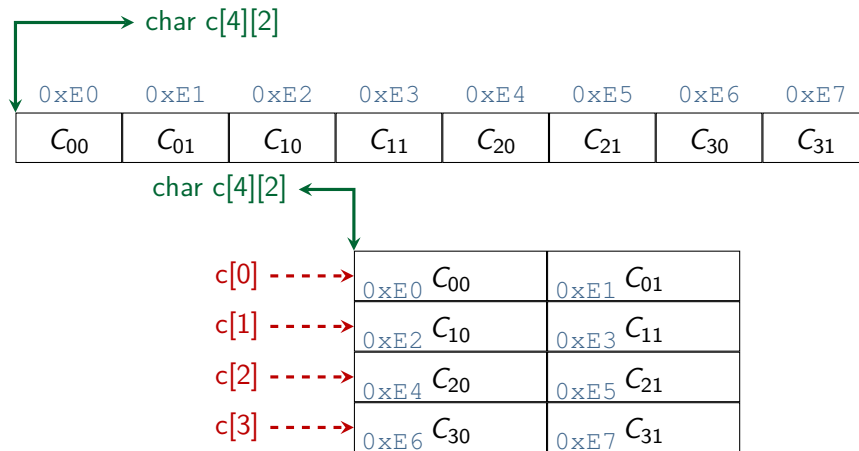 char c[4][2]
0xE0 0xE1 0xE2 0xE3 0xE4 0xE5 0xE6 0xE7
C00 C01 C10 C11 C20 C21 C30 C31
char c[4][2]
c[0] 0xE0 C00 0xE1 C01
c[1] 0xE2 C10 0xE3 C11
c[2] 0xE4 C20 0xE5 C21
c[3] 0xE6 C30 0xE7 C31